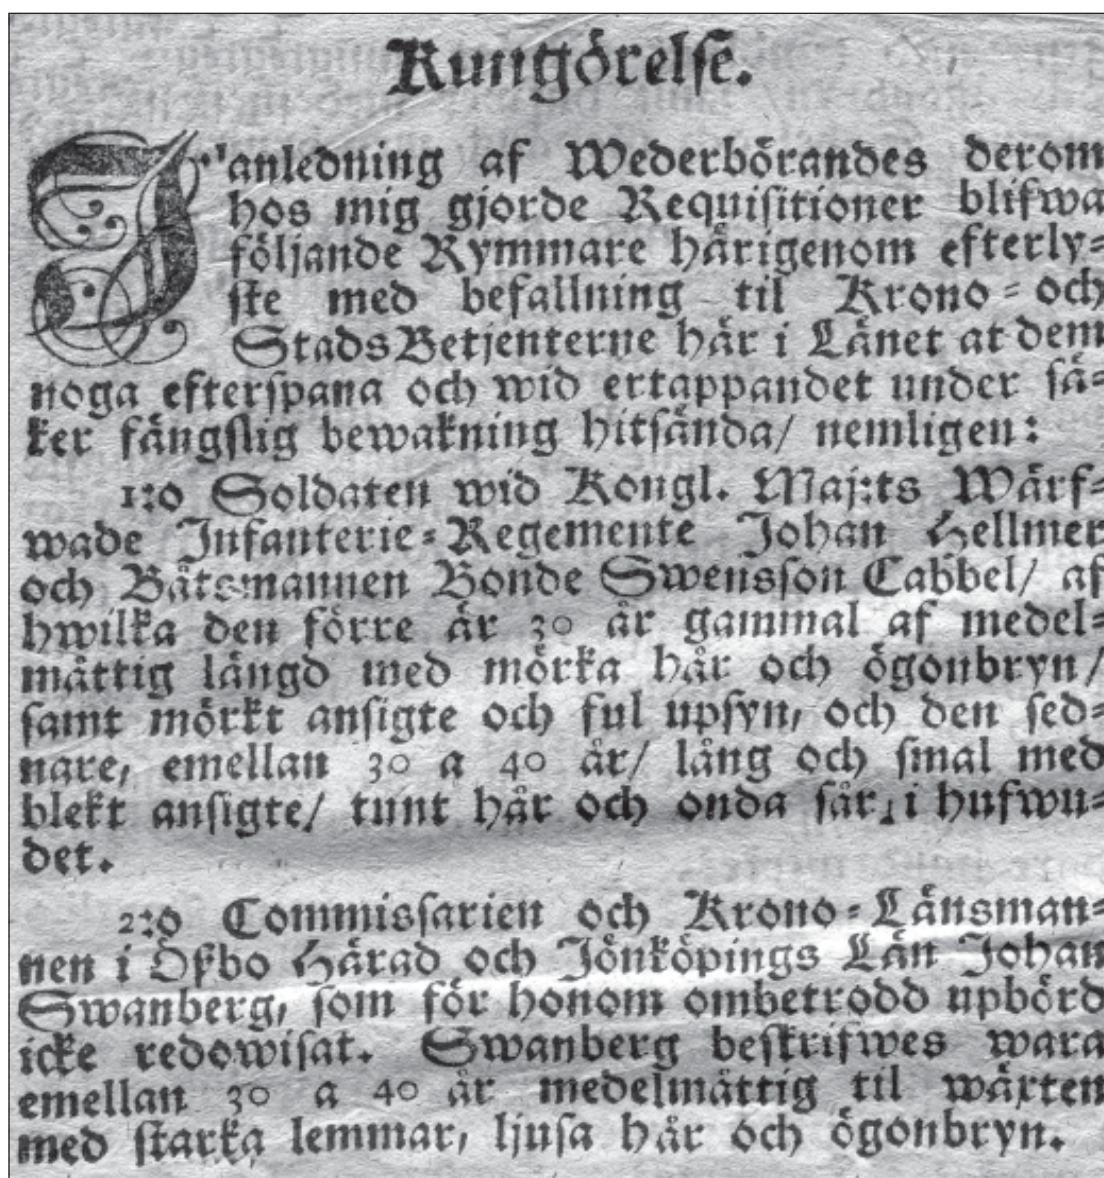 Kungörelse.
I anledning af Wederbörandes derom
hos mig gjorde Requisitioner blifwa
följande Rymmare härigenom efterly=
ste med befallning til Krono= och
StadsBetjenterne här i Länet at dem
noga efterspana och wid ertappandet under sä=
ker fängslig bewakning hitsända/ nemligen:
1:o Soldaten wid Kongl. Maj:ts Wärf=
wade Infanterie=Regemente Johan Hellmer
och Båtsmannen Bonde Swensson Cabbel/ af
hwilka den förre är 30 år gammal af medel=
måttig längd med mörka hår och ögonbryn/
samt mörkt ansigte och ful upsyn, och den sed=
nare, emellan 30 a 40 år/ lång och smal med
blekt ansigte/ tunt hår och onda sår i hufwu=
det.
2:o Commissarien och Krono=Länsman=
nen i Östbo Härad och Jönköpings Län Johan
Swanberg, som för honom ombetrodd upbörd
icke redowisat. Swanberg beskrifwes wara
emellan 30 a 40 år medelmåttig til wäxten
med starka lemmar, ljusa hår och ögonbryn.